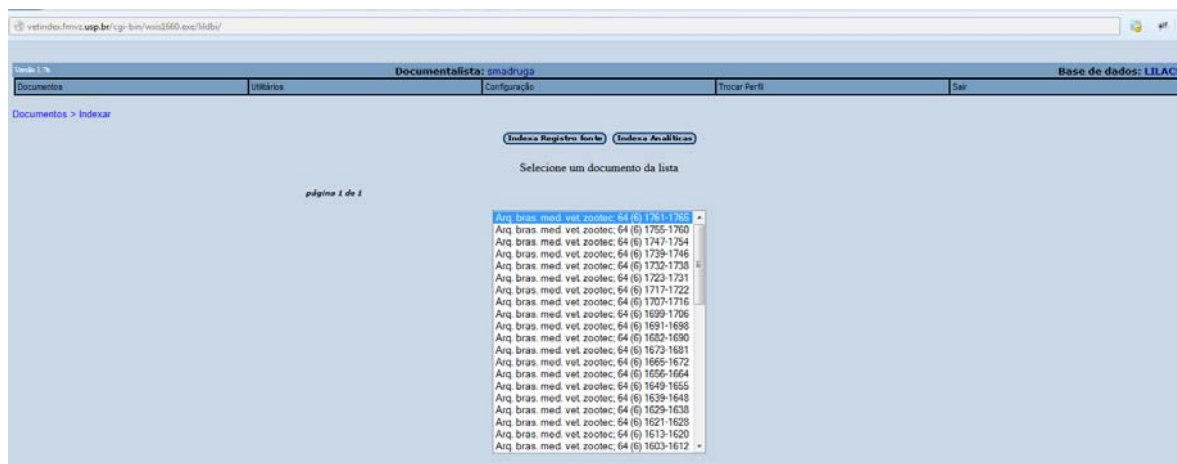 vetindex.fmvz.usp.br/cgi-bin/wxis1660.exe/lildbi/
Versão 1.7h
Documentalista: smadruga
Base de dados: LILACS
Documentos
Utilitários
Configuração
Trocar Perfil
Sair
Documentos > Indexar
Indexa Registro fonte
Indexa Analíticas
Selecione um documento da lista
página 1 de 1
Arq. bras. med. vet. zootec; 64 (6) 1761-1765
Arq. bras. med. vet. zootec; 64 (6) 1755-1760
Arq. bras. med. vet. zootec; 64 (6) 1747-1754
Arq. bras. med. vet. zootec; 64 (6) 1739-1746
Arq. bras. med. vet. zootec; 64 (6) 1732-1738
Arq. bras. med. vet. zootec; 64 (6) 1723-1731
Arq. bras. med. vet. zootec; 64 (6) 1717-1722
Arq. bras. med. vet. zootec; 64 (6) 1707-1716
Arq. bras. med. vet. zootec; 64 (6) 1699-1706
Arq. bras. med. vet. zootec; 64 (6) 1691-1698
Arq. bras. med. vet. zootec; 64 (6) 1682-1690
Arq. bras. med. vet. zootec; 64 (6) 1673-1681
Arq. bras. med. vet. zootec; 64 (6) 1665-1672
Arq. bras. med. vet. zootec; 64 (6) 1656-1664
Arq. bras. med. vet. zootec; 64 (6) 1649-1655
Arq. bras. med. vet. zootec; 64 (6) 1639-1648
Arq. bras. med. vet. zootec; 64 (6) 1629-1638
Arq. bras. med. vet. zootec; 64 (6) 1621-1628
Arq. bras. med. vet. zootec; 64 (6) 1613-1620
Arq. bras. med. vet. zootec; 64 (6) 1603-1612